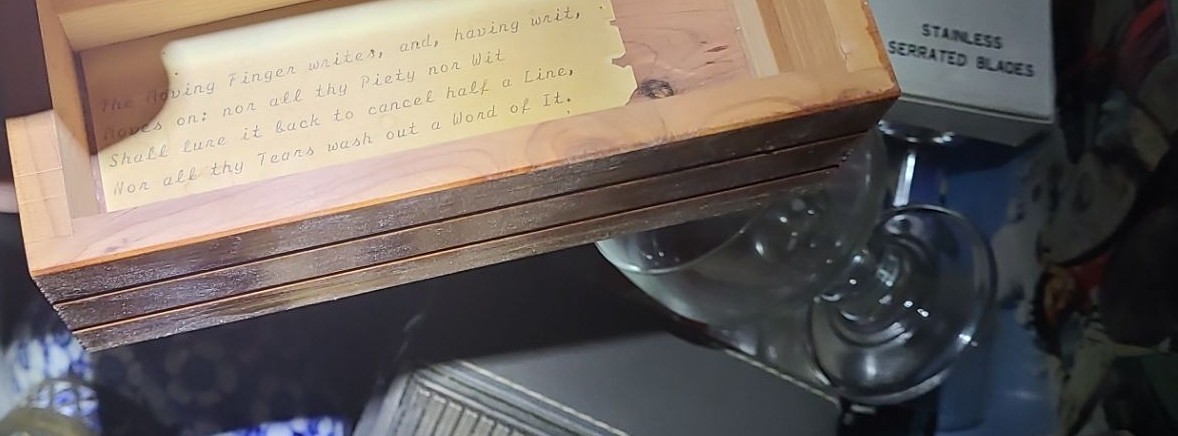 The Moving Finger writes, and, having writ,
Moves on: nor all thy Piety nor Wit
Shall lure it back to cancel half a Line,
Nor all thy Tears wash out a Word of It.
STAINLESS
SERRATED BLADES